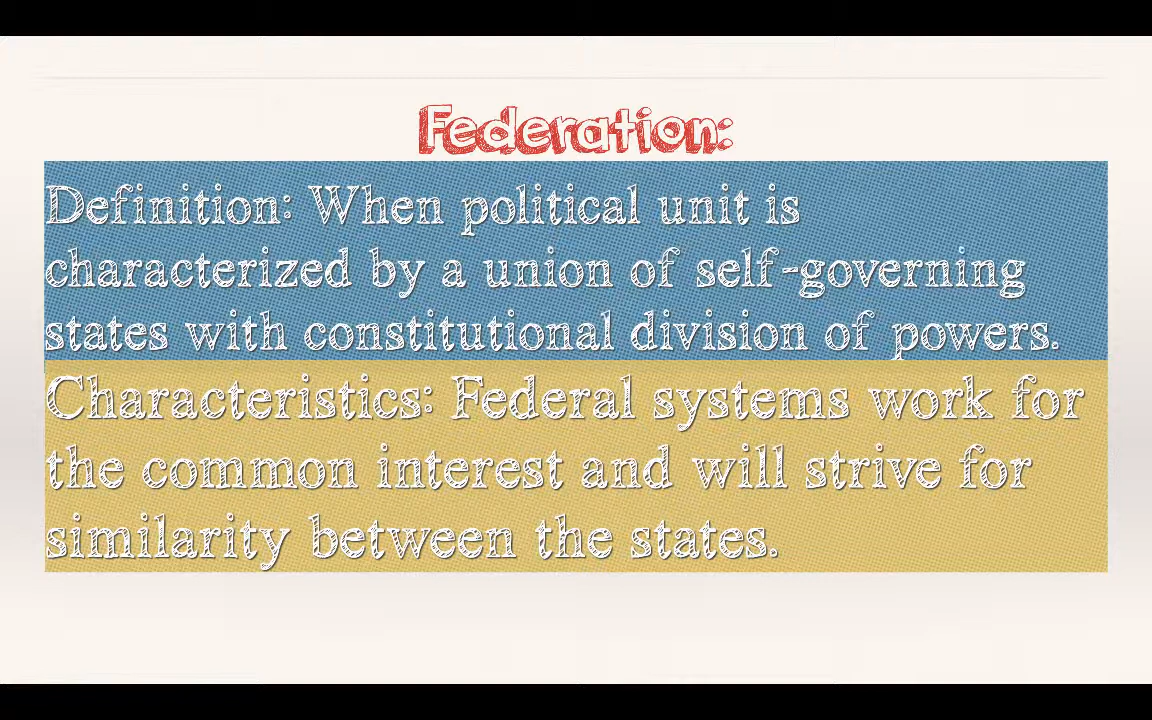 Federation:
Definition: When political unit is
characterized by a union of self-governing
states with constitutional division of powers.
Characteristics: Federal systems work for
the common interest and will strive for
similarity between the states.